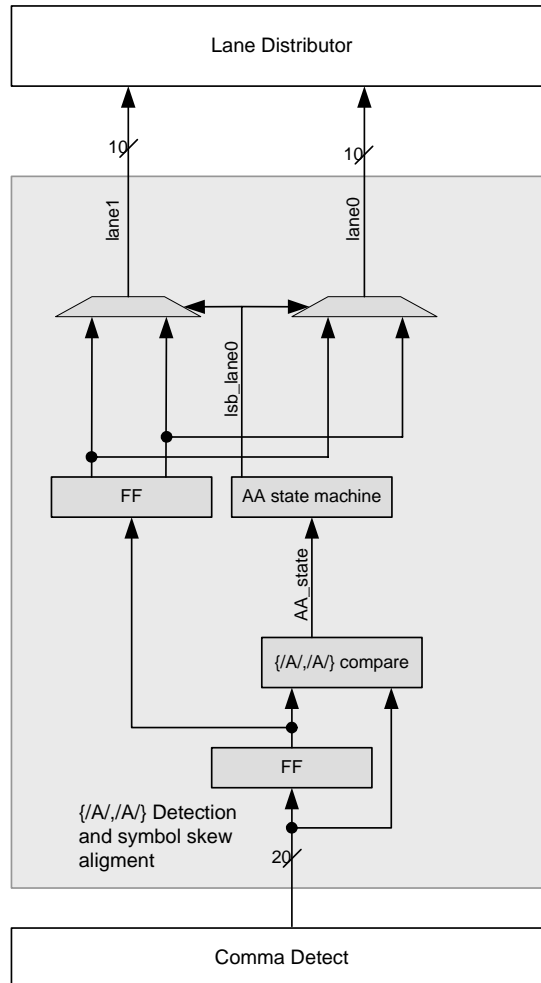 Lane Distributor
10
10
lane1
lane0
lsb_lane0
FF
AA state machine
AA_state
{/A/,/A/} compare
FF
{/A/,/A/} Detection
and symbol skew
aligment
20
Comma Detect